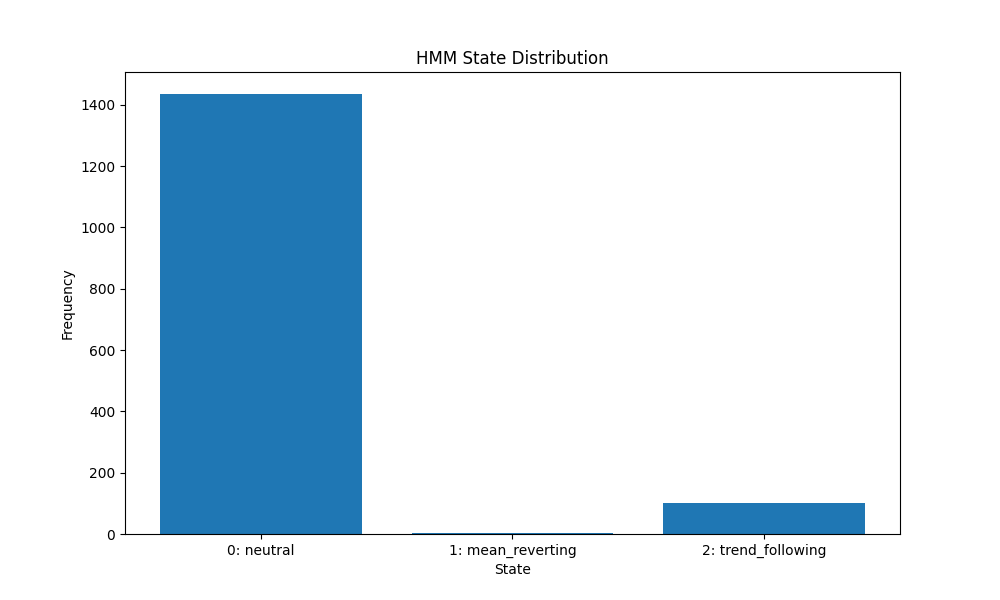 HMM State Distribution
1400
1200
1000
800
600
400
200
0
Frequency
0: neutral
1: mean_reverting
2: trend_following
State